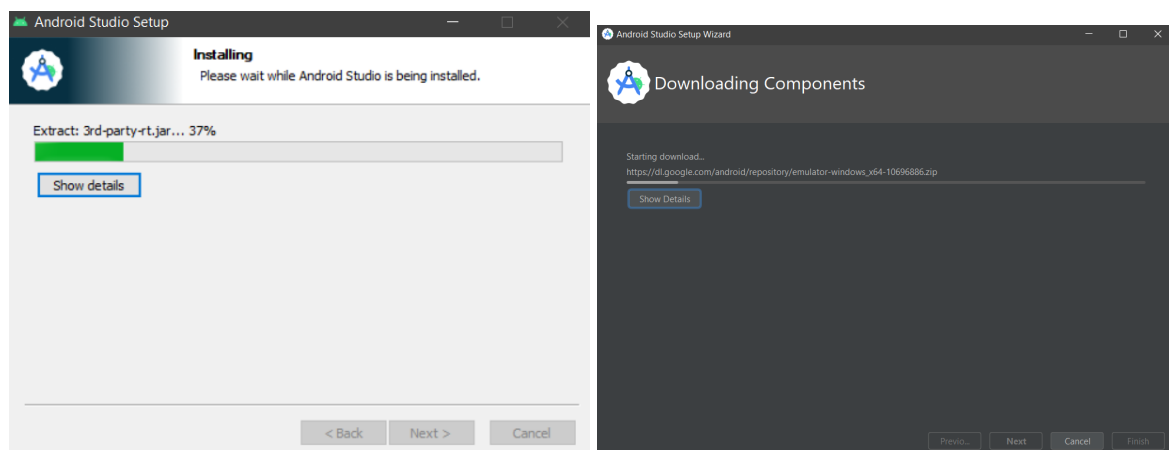 Android Studio Setup
Installing
Please wait while Android Studio is being installed.
Extract: 3rd-party-rt.jar... 37%
Show details
< Back
Next >
Cancel
Android Studio Setup Wizard
Downloading Components
Starting download...
https://dl.google.com/android/repository/emulator-windows_x64-10696886.zip
Show Details
Previo...
Next
Cancel
Finish